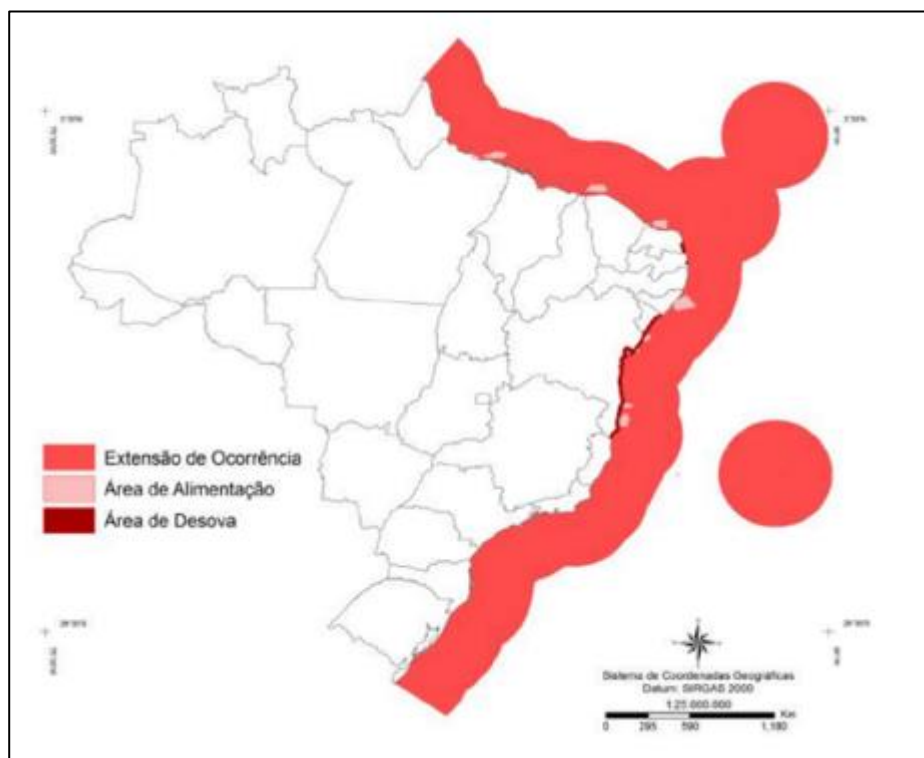 Extensão de Ocorrência
Área de Alimentação
Área de Desova
Sistema de Coordenadas Geográficas
Datum: SIRGAS 2000
1:25.000.000
Km
0 295 590 1,180